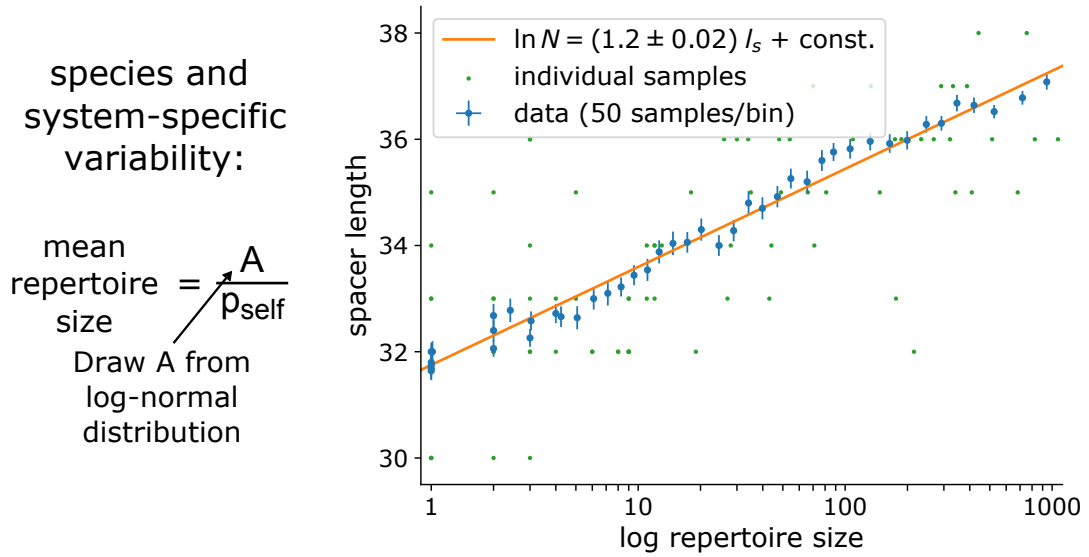 species and
system-specific
variability:
mean
repertoire
size
=
A
p_self
Draw A from
log-normal
distribution
ln N = (1.2 ± 0.02) l_s + const.
individual samples
data (50 samples/bin)
spacer length
38
36
34
32
30
1
10
100
1000
log repertoire size